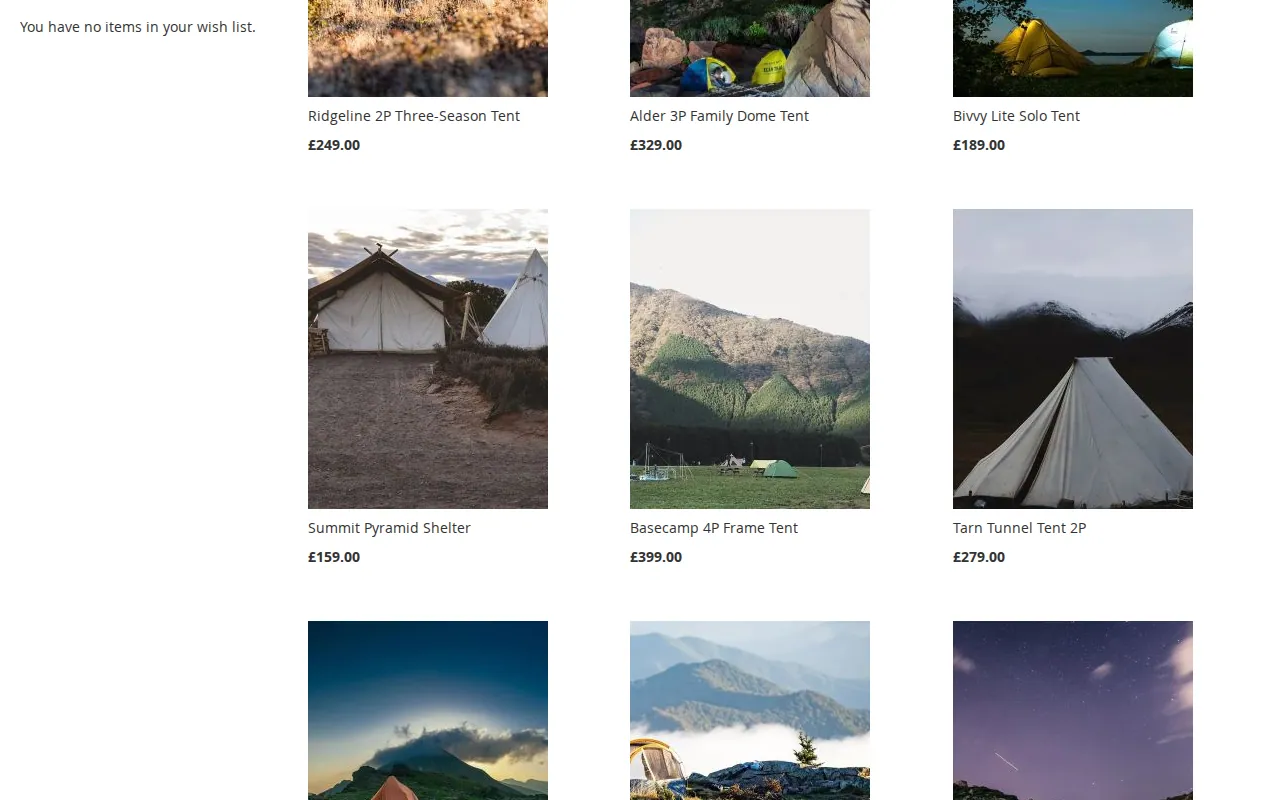 You have no items in your wish list.
Ridgeline 2P Three-Season Tent
£249.00
Alder 3P Family Dome Tent
£329.00
Bivvy Lite Solo Tent
£189.00
Summit Pyramid Shelter
£159.00
Basecamp 4P Frame Tent
£399.00
Tarn Tunnel Tent 2P
£279.00